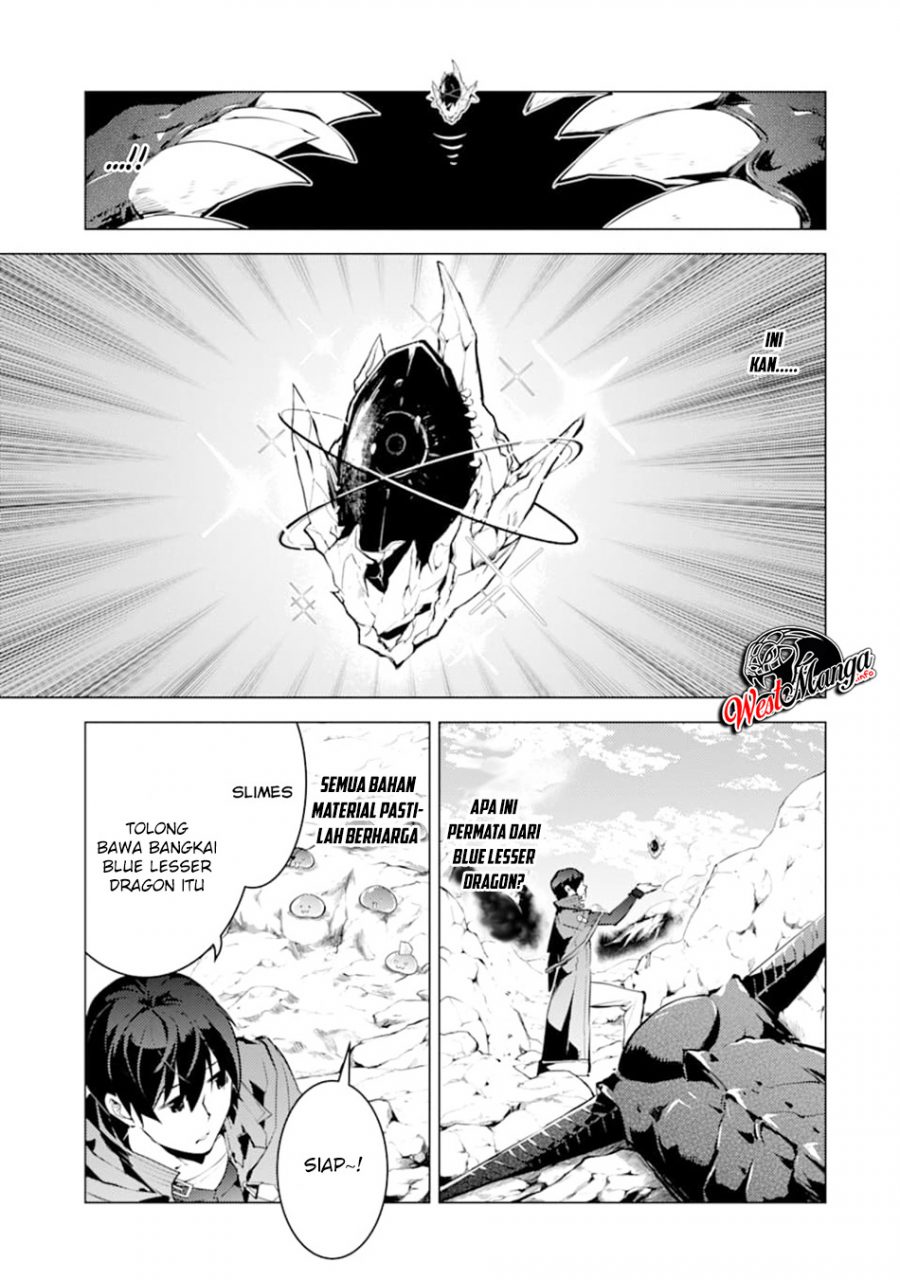 ....!!
INI
KAN.....
WestManga
.info
APA INI
PERMATA DARI
BLUE LESSER
DRAGON?
SEMUA BAHAN
MATERIAL PASTI-
LAH BERHARGA
SLIMES
TOLONG
BAWA BANGKAI
BLUE LESSER
DRAGON ITU
SIAP~!